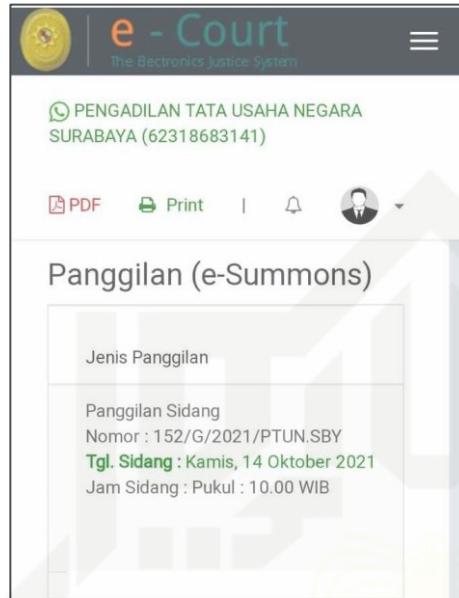 e - Court
The Electronics Justice System
PENGADILAN TATA USAHA NEGARA
SURABAYA (62318683141)
PDF Print |
Panggilan (e-Summons)
Jenis Panggilan
Panggilan Sidang
Nomor : 152/G/2021/PTUN.SBY
Tgl. Sidang : Kamis, 14 Oktober 2021
Jam Sidang : Pukul : 10.00 WIB